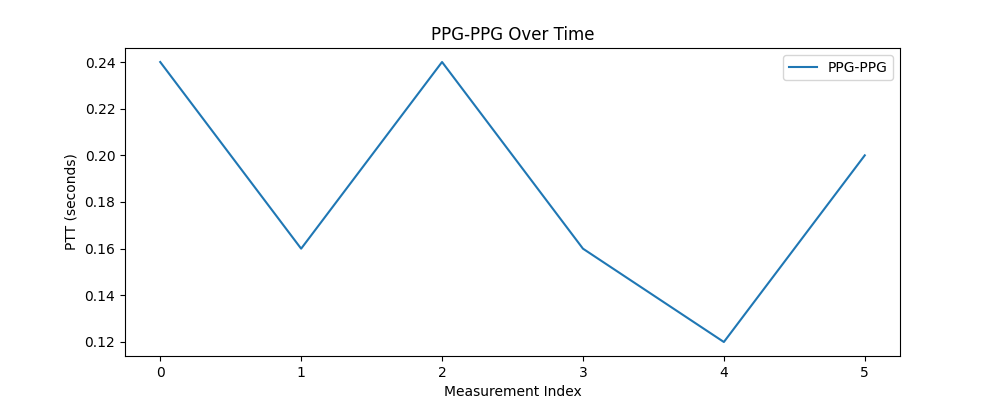 PPG-PPG Over Time
PPG-PPG
PTT (seconds)
0.24
0.22
0.20
0.18
0.16
0.14
0.12
0 1 2 3 4 5
Measurement Index